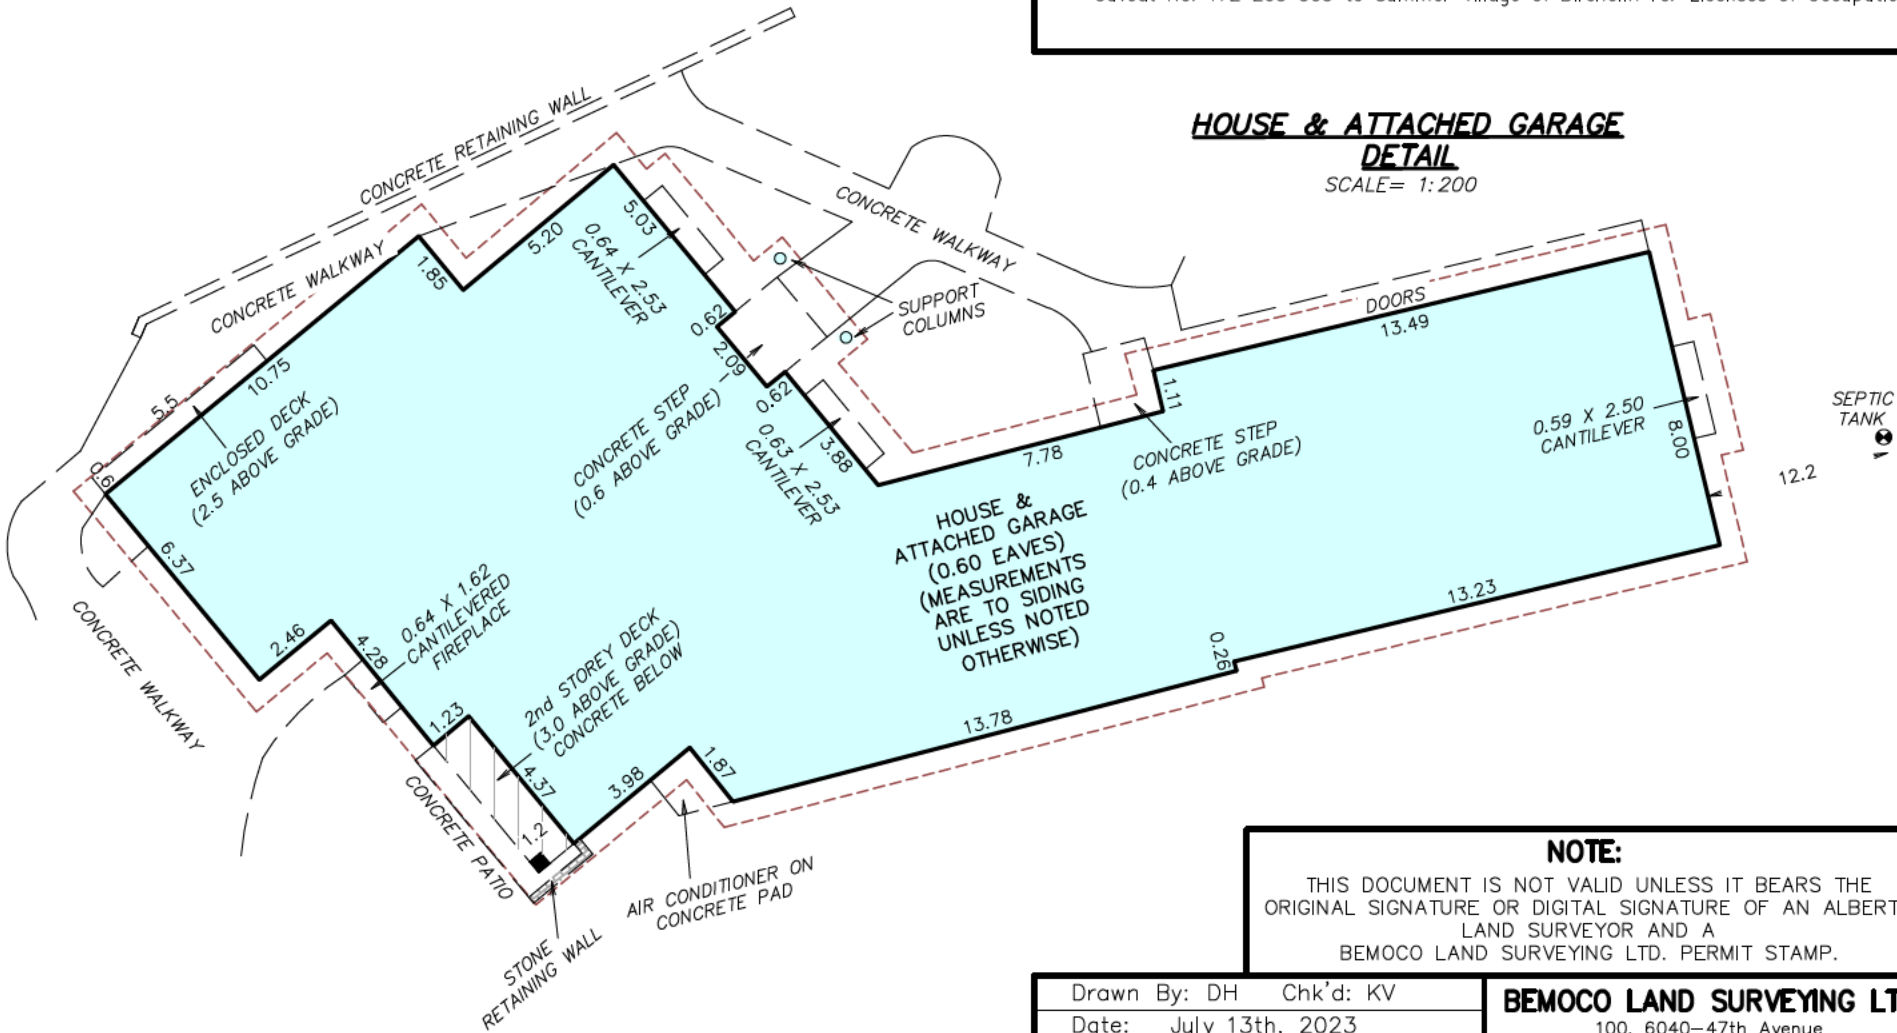 HOUSE & ATTACHED GARAGE
DETAIL
SCALE= 1:200
CONCRETE RETAINING WALL
CONCRETE WALKWAY
CONCRETE WALKWAY
5.03
5.20
1.85
0.64 X 2.53
CANTILEVER
0.62
2.09
0.62
SUPPORT
COLUMNS
DOORS
13.49
10.75
5.5
0.6
ENCLOSED DECK
(2.5 ABOVE GRADE)
CONCRETE STEP
(0.6 ABOVE GRADE)
0.63 X 2.53
CANTILEVER
3.88
7.78
1.11
CONCRETE STEP
(0.4 ABOVE GRADE)
0.59 X 2.50
CANTILEVER
8.00
SEPTIC
TANK
12.2
6.37
CONCRETE WALKWAY
2.46
4.28
0.64 X 1.62
CANTILEVERED
FIREPLACE
HOUSE &
ATTACHED GARAGE
(0.60 EAVES)
(MEASUREMENTS
ARE TO SIDING
UNLESS NOTED
OTHERWISE)
13.23
0.26
13.78
1.23
2nd STOREY DECK
(3.0 ABOVE GRADE)
CONCRETE BELOW
4.37
3.98
1.87
1.2
CONCRETE PATIO
AIR CONDITIONER ON
CONCRETE PAD
STONE
RETAINING WALL
NOTE:
THIS DOCUMENT IS NOT VALID UNLESS IT BEARS THE
ORIGINAL SIGNATURE OR DIGITAL SIGNATURE OF AN ALBERT
LAND SURVEYOR AND A
BEMOCO LAND SURVEYING LTD. PERMIT STAMP.
Drawn By: DH Chk'd: KV
Date: July 13th, 2023
BEMOCO LAND SURVEYING LT
100, 6040-47th Avenue